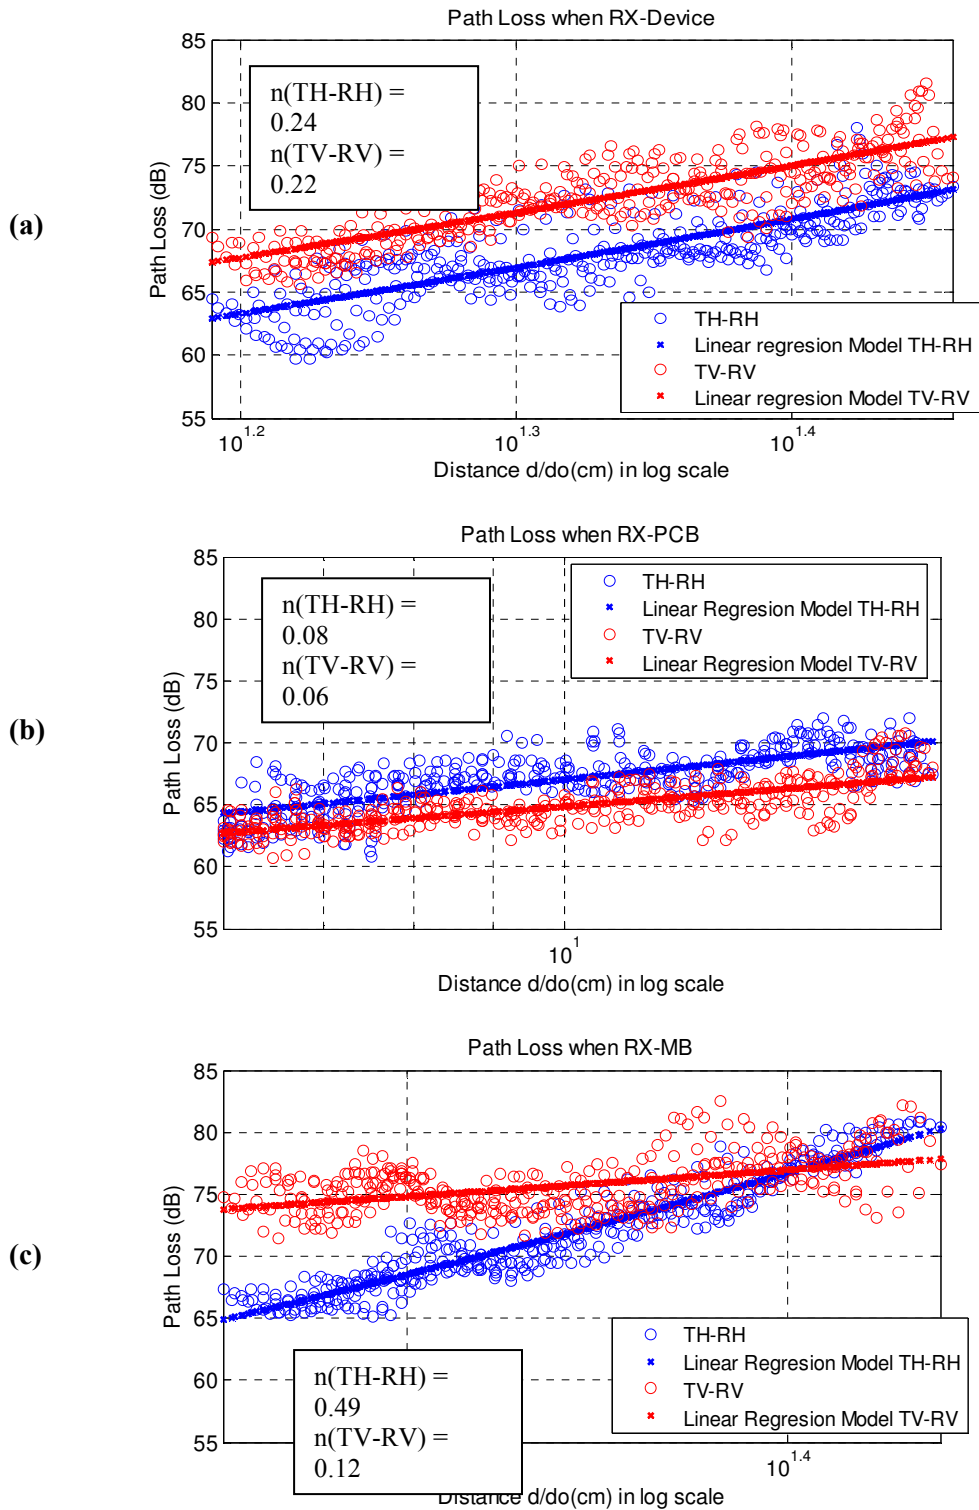 Path Loss when RX-Device
85
80
75
70
65
60
55
Path Loss (dB)
n(TH-RH) =
0.24
n(TV-RV) =
0.22
(a)
TH-RH
Linear regresion Model TH-RH
TV-RV
Linear regresion Model TV-RV
10^1.2
10^1.3
10^1.4
Distance d/do(cm) in log scale
Path Loss when RX-PCB
85
80
75
70
65
60
55
Path Loss (dB)
n(TH-RH) =
0.08
n(TV-RV) =
0.06
TH-RH
Linear Regresion Model TH-RH
TV-RV
Linear Regresion Model TV-RV
(b)
10^1
Distance d/do(cm) in log scale
Path Loss when RX-MB
85
80
75
70
65
60
55
Path Loss (dB)
(c)
TH-RH
Linear Regresion Model TH-RH
TV-RV
Linear Regresion Model TV-RV
n(TH-RH) =
0.49
n(TV-RV) =
0.12
10^1.4
Distance d/do(cm) in log scale